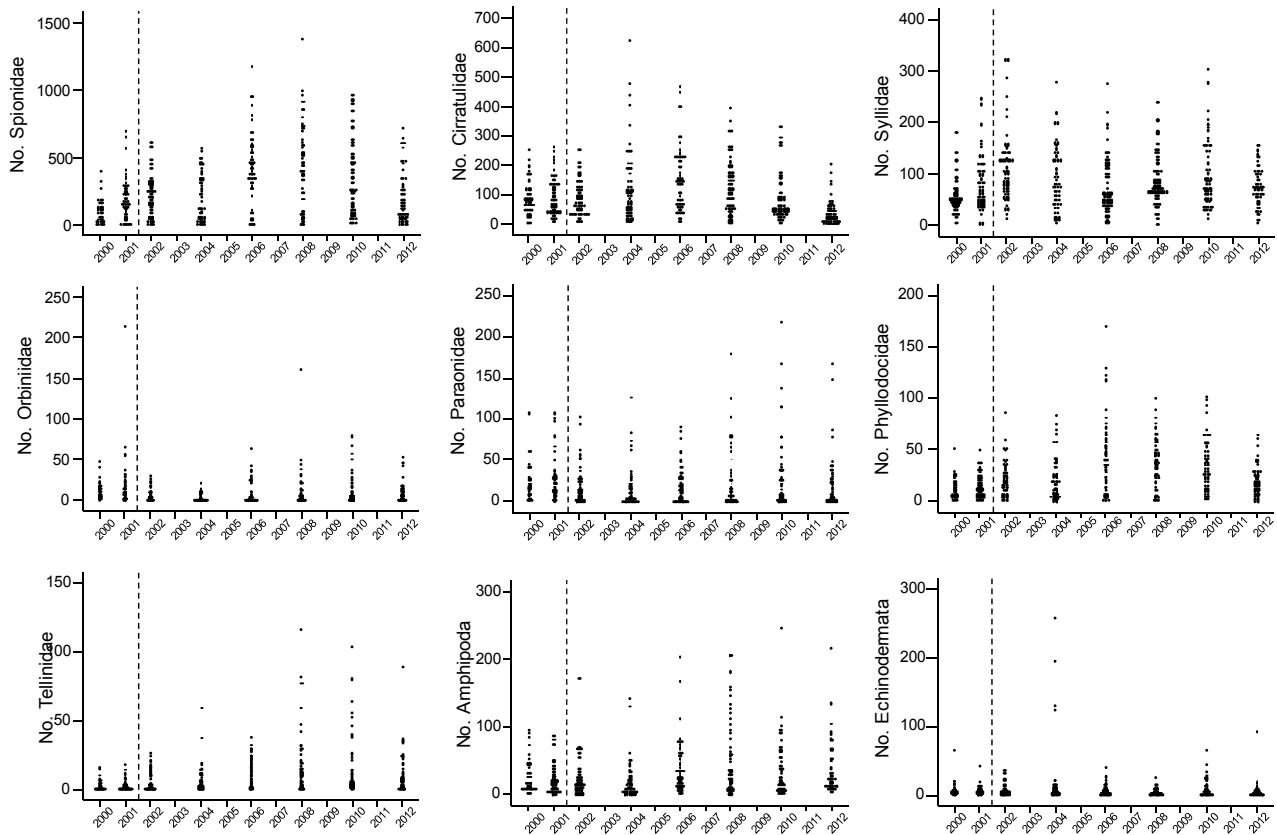 No. Spionidae
1500
1000
500
0
2000 2001 2002 2003 2004 2005 2006 2007 2008 2009 2010 2011 2012
No. Cirratulidae
700
600
500
400
300
200
100
0
2000 2001 2002 2003 2004 2005 2006 2007 2008 2009 2010 2011 2012
No. Syllidae
400
300
200
100
0
2000 2001 2002 2003 2004 2005 2006 2007 2008 2009 2010 2011 2012
No. Orbiniidae
250
200
150
100
50
0
2000 2001 2002 2003 2004 2005 2006 2007 2008 2009 2010 2011 2012
No. Paraonidae
250
200
150
100
50
0
2000 2001 2002 2003 2004 2005 2006 2007 2008 2009 2010 2011 2012
No. Phyllodocidae
200
150
100
50
0
2000 2001 2002 2003 2004 2005 2006 2007 2008 2009 2010 2011 2012
No. Tellinidae
150
100
50
0
2000 2001 2002 2003 2004 2005 2006 2007 2008 2009 2010 2011 2012
No. Amphipoda
300
200
100
0
2000 2001 2002 2003 2004 2005 2006 2007 2008 2009 2010 2011 2012
No. Echinodermata
300
200
100
0
2000 2001 2002 2003 2004 2005 2006 2007 2008 2009 2010 2011 2012